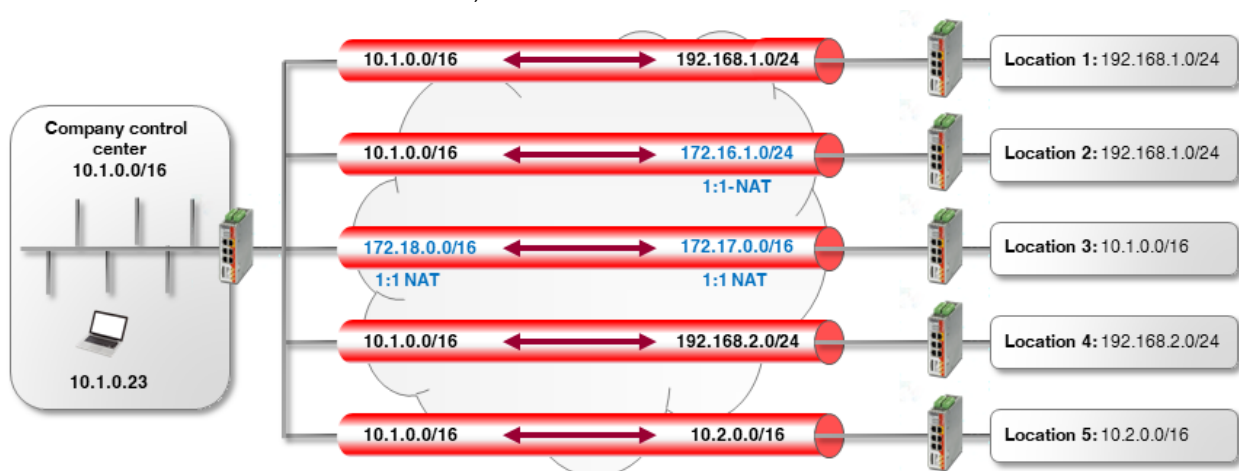 Company control
center
10.1.0.0/16
10.1.0.23
10.1.0.0/16 192.168.1.0/24
Location 1: 192.168.1.0/24
10.1.0.0/16 172.16.1.0/24
1:1-NAT
Location 2: 192.168.1.0/24
172.18.0.0/16 172.17.0.0/16
1:1 NAT 1:1 NAT
Location 3: 10.1.0.0/16
10.1.0.0/16 192.168.2.0/24
Location 4: 192.168.2.0/24
10.1.0.0/16 10.2.0.0/16
Location 5: 10.2.0.0/16